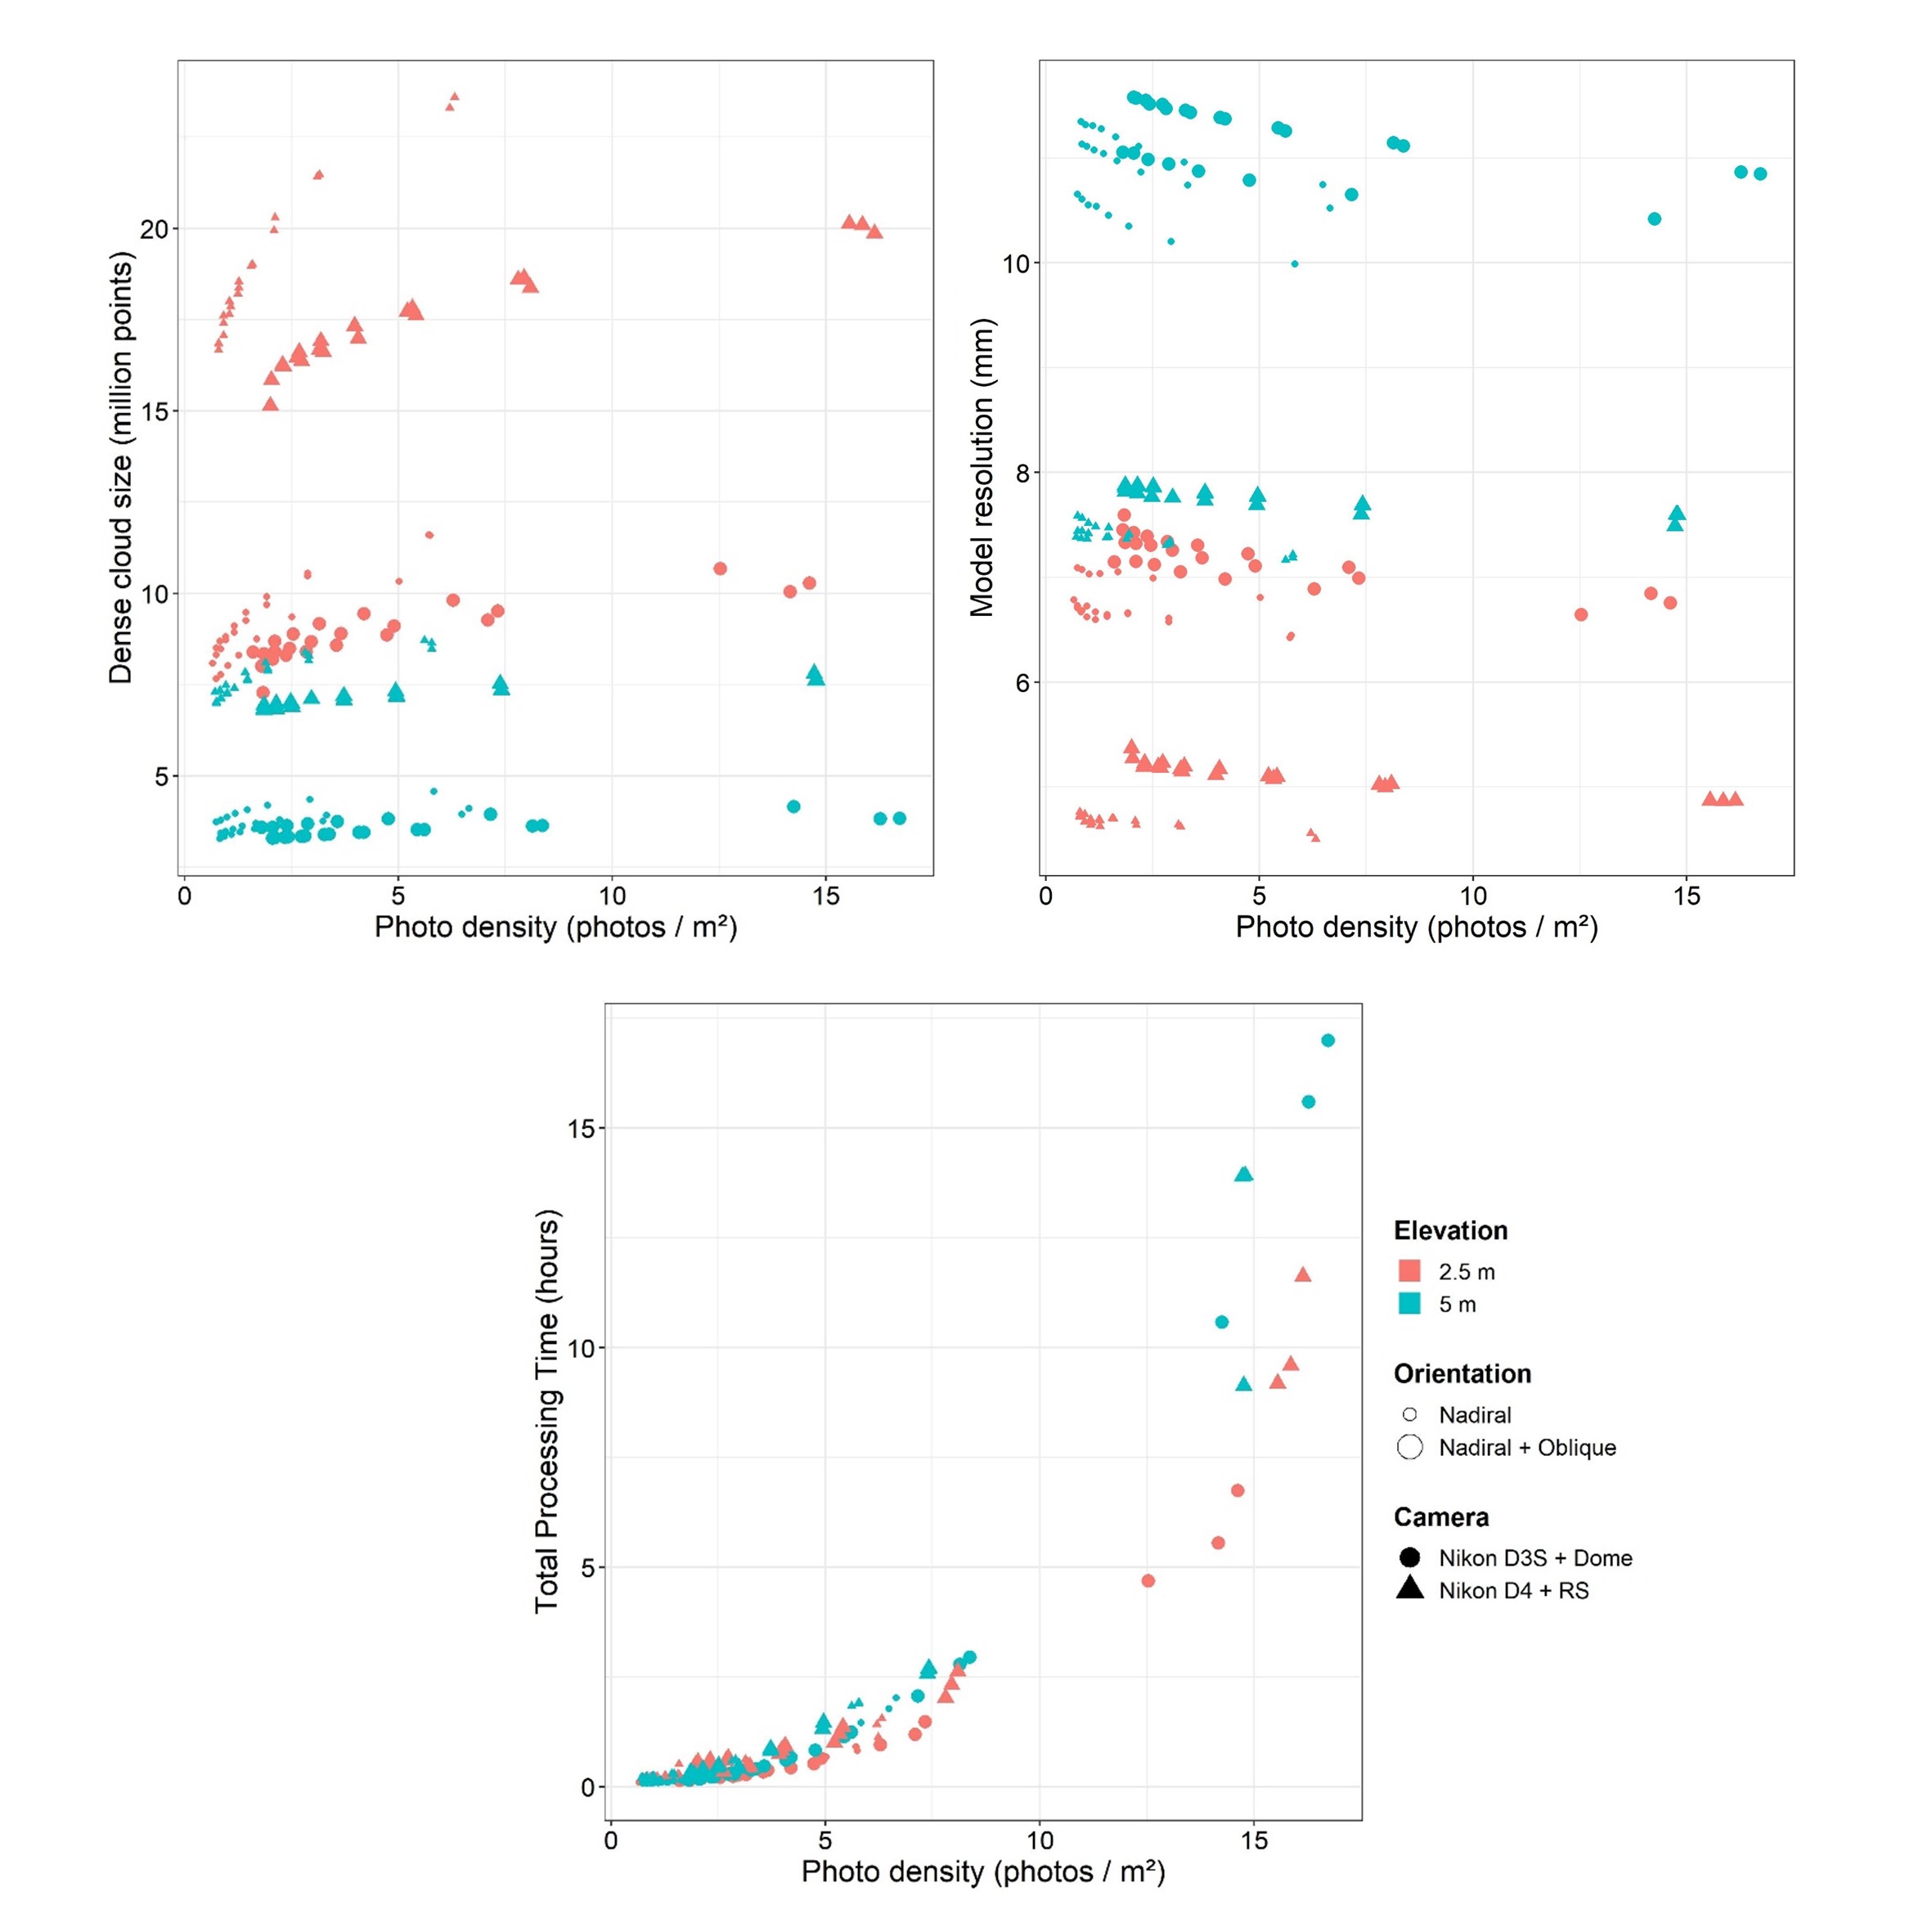 Dense cloud size (million points)
20
15
10
5
0 5 10 15
Photo density (photos / m²)
Model resolution (mm)
10
8
6
0 5 10 15
Photo density (photos / m²)
Total Processing Time (hours)
15
10
5
0
0 5 10 15
Photo density (photos / m²)
Elevation
2.5 m
5 m
Orientation
Nadiral
Nadiral + Oblique
Camera
Nikon D3S + Dome
Nikon D4 + RS